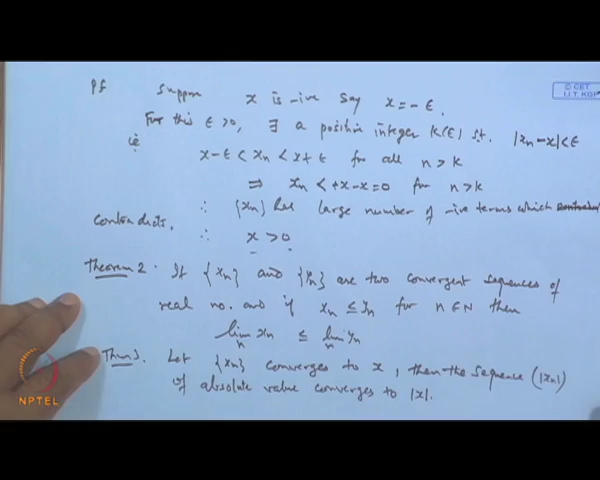 © CET
I.I.T. KGP
Pf Suppose x is -ive say x = - ε.
For this ε > 0, ∃ a positive integer K(ε) st. |xn - x| < ε
ie x - ε < xn < x + ε for all n > K
⇒ xn < +x - x = 0 for n > K
∴ {xn} has large number of -ive terms which
contradicts.
∴ x > 0
Theorem 2. If {xn} and {yn} are two convergent sequences of
real no. and if xn ≤ yn for n ∈ N then
lim xn ≤ lim yn
n n
Thm 3. Let {xn} converges to x, then the sequence (|xn|)
of absolute value converges to |x|.
NPTEL